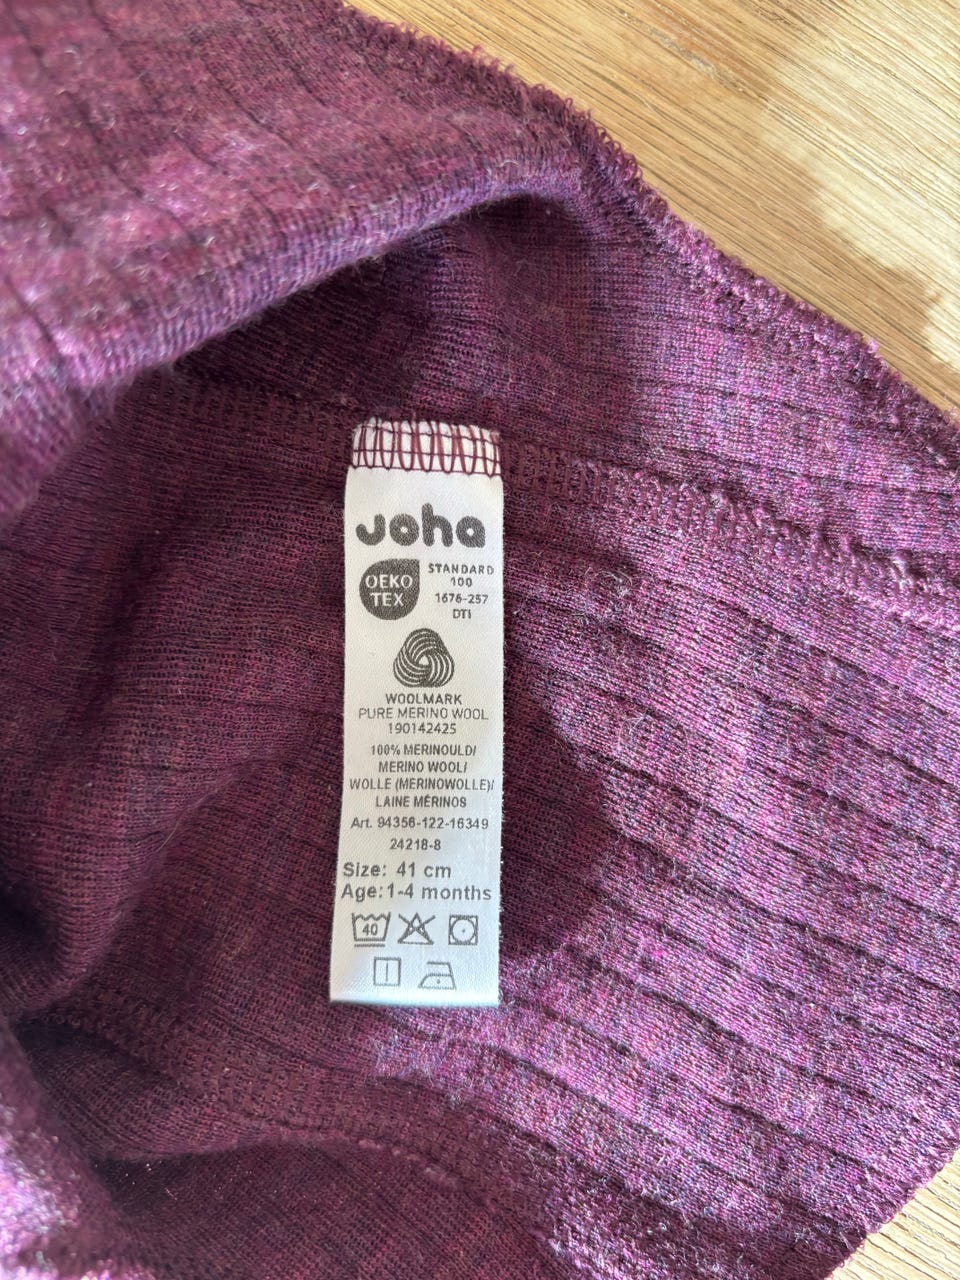 Joha
OEKO
TEX
STANDARD
100
1676-257
DTI
WOOLMARK
PURE MERINO WOOL
190142425
100% MERINOULD/
MERINO WOOL/
WOLLE (MERINOWOLLE)/
LAINE MÉRINOS
Art. 94356-122-16349
24218-8
Size: 41 cm
Age: 1-4 months
40